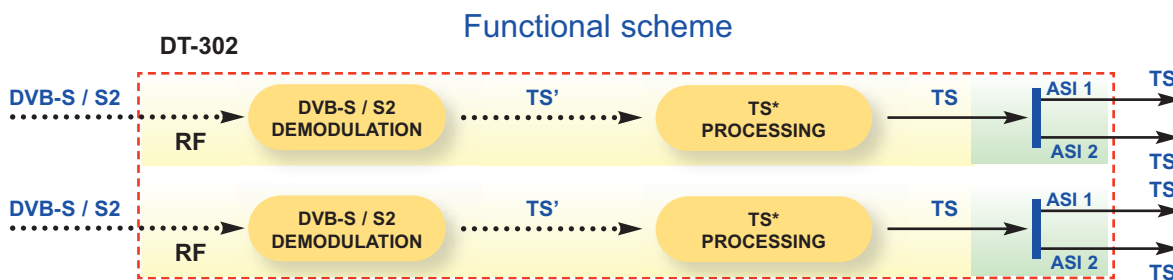 Functional scheme
DT-302
DVB-S / S2
RF
DVB-S / S2
DEMODULATION
TS’
TS*
PROCESSING
TS
ASI 1
ASI 2
TS
TS
DVB-S / S2
RF
DVB-S / S2
DEMODULATION
TS’
TS*
PROCESSING
TS
ASI 1
ASI 2
TS
TS